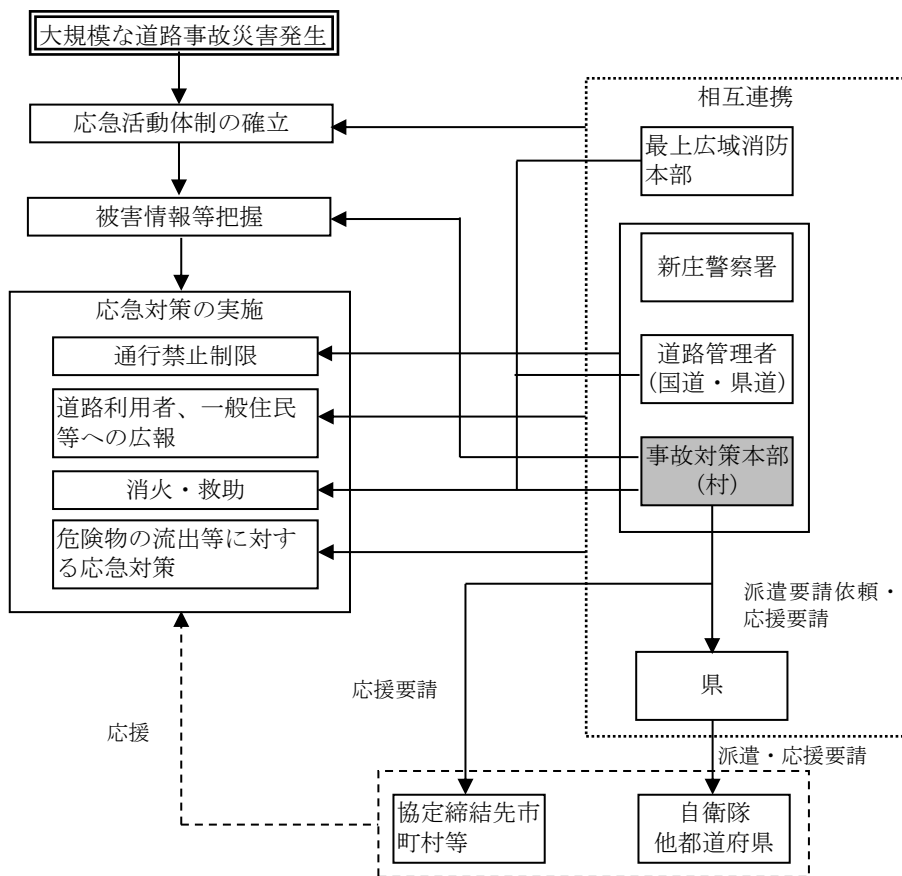 大規模な道路事故災害発生
応急活動体制の確立
被害情報等把握
応急対策の実施
通行禁止制限
道路利用者、一般住民
等への広報
消火・救助
危険物の流出等に対す
る応急対策
相互連携
最上広域消防
本部
新庄警察署
道路管理者
(国道・県道)
事故対策本部
(村)
派遣要請依頼・
応援要請
県
応援要請
応援
派遣・応援要請
協定締結先市
町村等
自衛隊
他都道府県